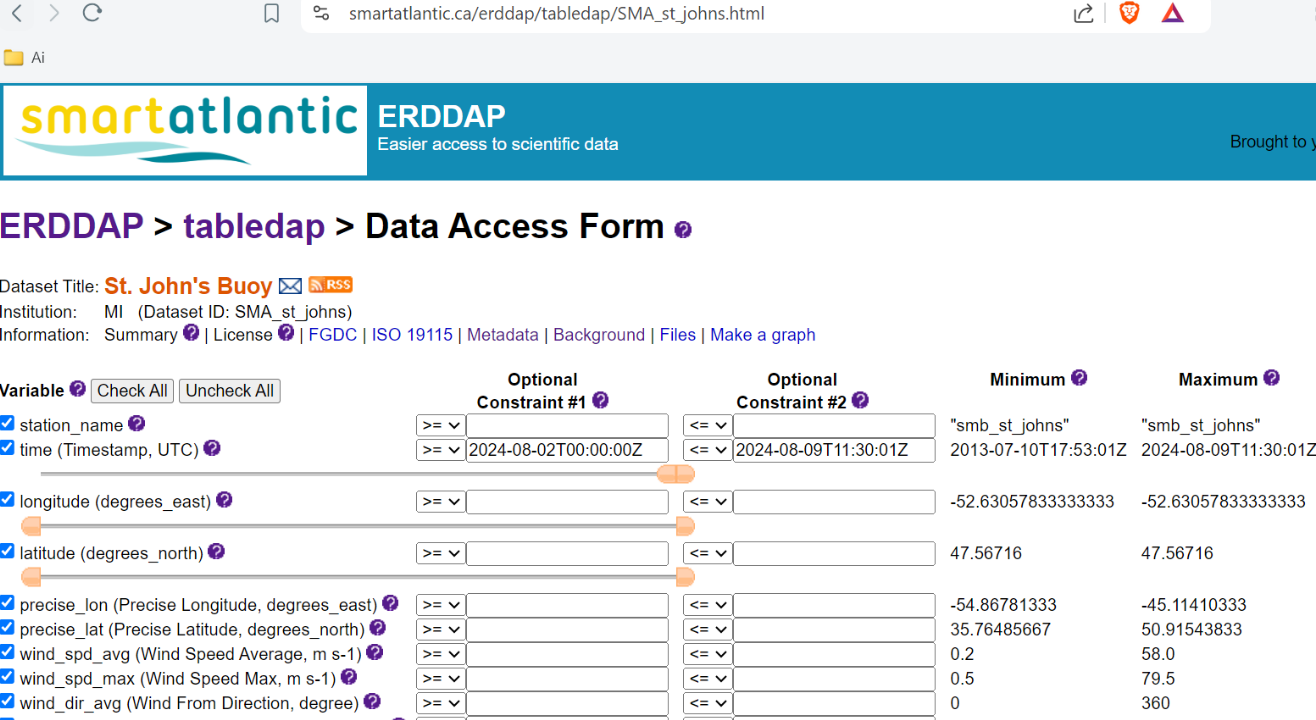 smartatlantic.ca/erddap/tabledap/SMA_st_johns.html
Ai
smartatlantic
ERDDAP
Easier access to scientific data
Brought to
ERDDAP > tabledap > Data Access Form ?
Dataset Title: St. John's Buoy RSS
Institution: MI (Dataset ID: SMA_st_johns)
Information: Summary ? | License ? | FGDC | ISO 19115 | Metadata | Background | Files | Make a graph
Variable ? Check All Uncheck All Optional Constraint #1 ? Optional Constraint #2 ? Minimum ? Maximum ?
station_name ? >= <= "smb_st_johns" "smb_st_johns"
time (Timestamp, UTC) ? >= 2024-08-02T00:00:00Z <= 2024-08-09T11:30:01Z 2013-07-10T17:53:01Z 2024-08-09T11:30:01Z
longitude (degrees_east) ? >= <= -52.63057833333333 -52.63057833333333
latitude (degrees_north) ? >= <= 47.56716 47.56716
precise_lon (Precise Longitude, degrees_east) ? >= <= -54.86781333 -45.11410333
precise_lat (Precise Latitude, degrees_north) ? >= <= 35.76485667 50.91543833
wind_spd_avg (Wind Speed Average, m s-1) ? >= <= 0.2 58.0
wind_spd_max (Wind Speed Max, m s-1) ? >= <= 0.5 79.5
wind_dir_avg (Wind From Direction, degree) ? >= <= 0 360